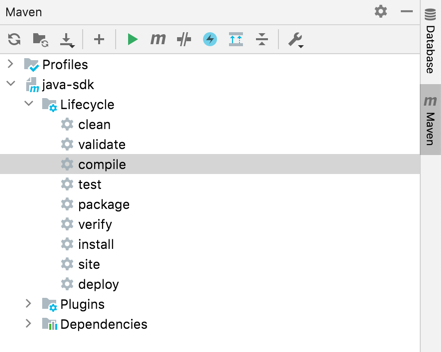 Maven
Profiles
java-sdk
Lifecycle
clean
validate
compile
test
package
verify
install
site
deploy
Plugins
Dependencies
Database
Maven